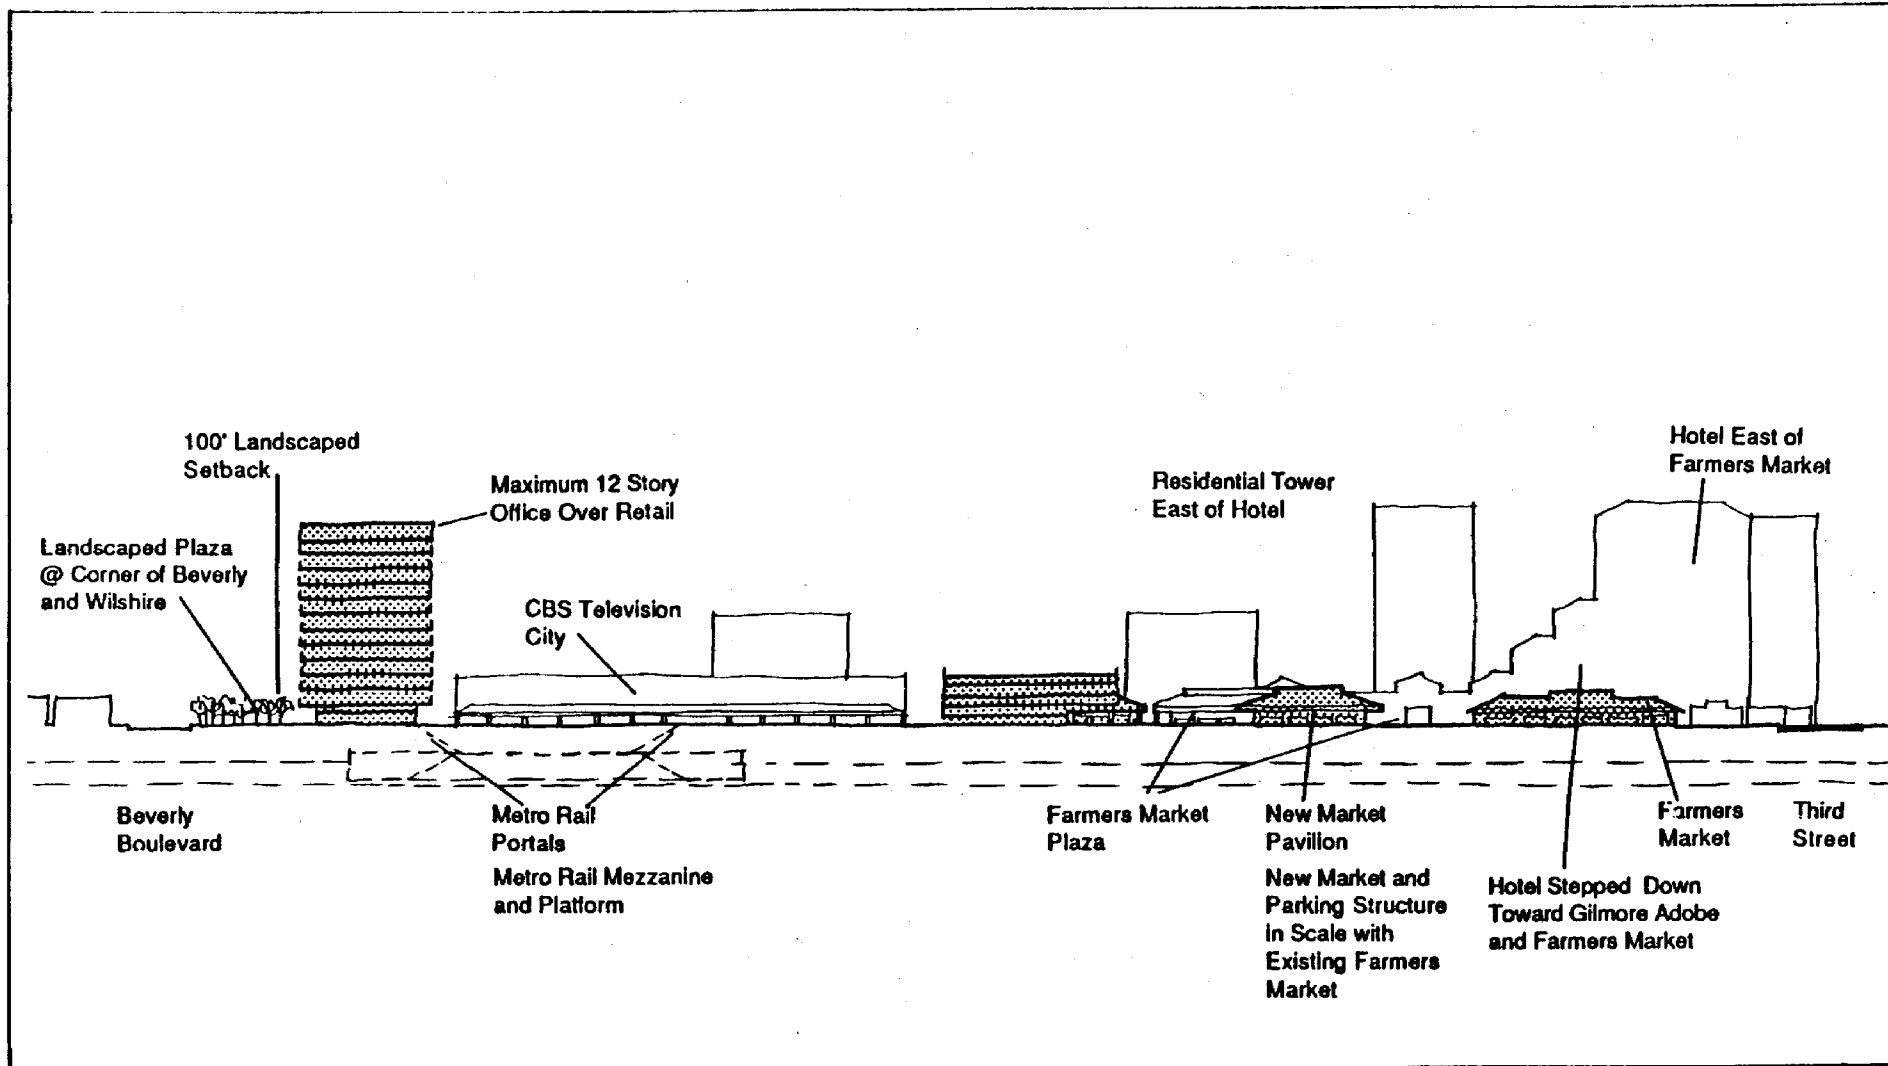 100' Landscaped
Setback
Maximum 12 Story
Office Over Retail
Landscaped Plaza
@ Corner of Beverly
and Wilshire
CBS Television
City
Residential Tower
East of Hotel
Hotel East of
Farmers Market
Beverly
Boulevard
Metro Rail
Portals
Metro Rail Mezzanine
and Platform
Farmers Market
Plaza
New Market
Pavilion
New Market and
Parking Structure
in Scale with
Existing Farmers
Market
Hotel Stepped Down
Toward Gilmore Adobe
and Farmers Market
Farmers
Market
Third
Street